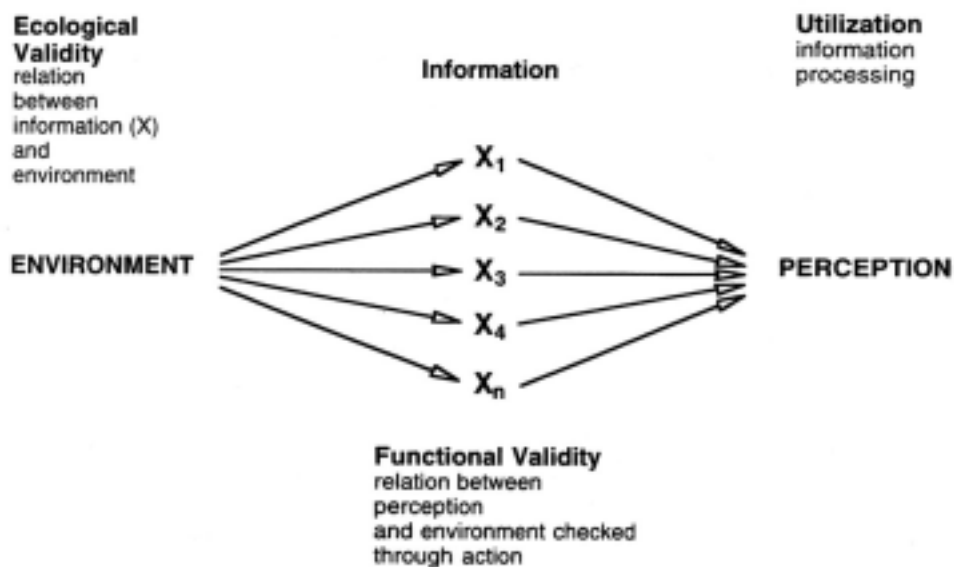 Ecological
Validity
relation
between
information (X)
and
environment
Information
Utilization
information
processing
X₁
X₂
ENVIRONMENT
X₃
PERCEPTION
X₄
Xₙ
Functional Validity
relation between
perception
and environment checked
through action